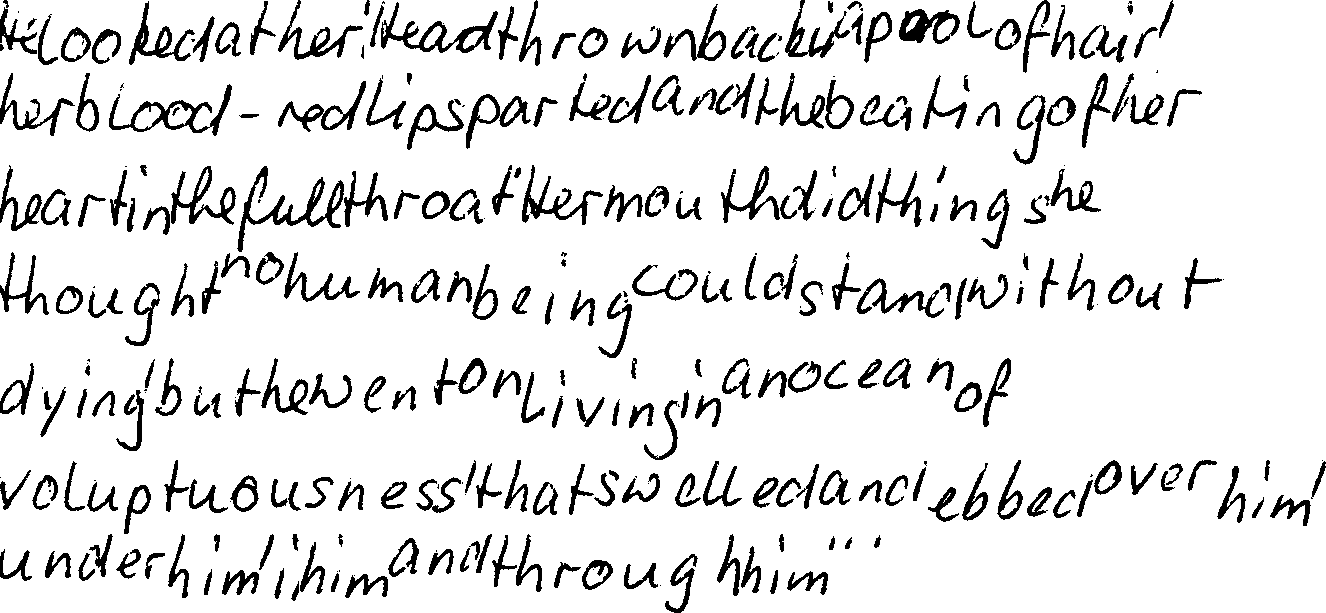 He looked at her, Head thrown back in a pool of hair,
her blood-red lips parted and the beating of her
heart in the full throat. Her mouth did things he
thought no human being could stand without
dying, but he went on living in an ocean of
voluptuousness, that swelled and ebbed over him,
under him, in him and through him...